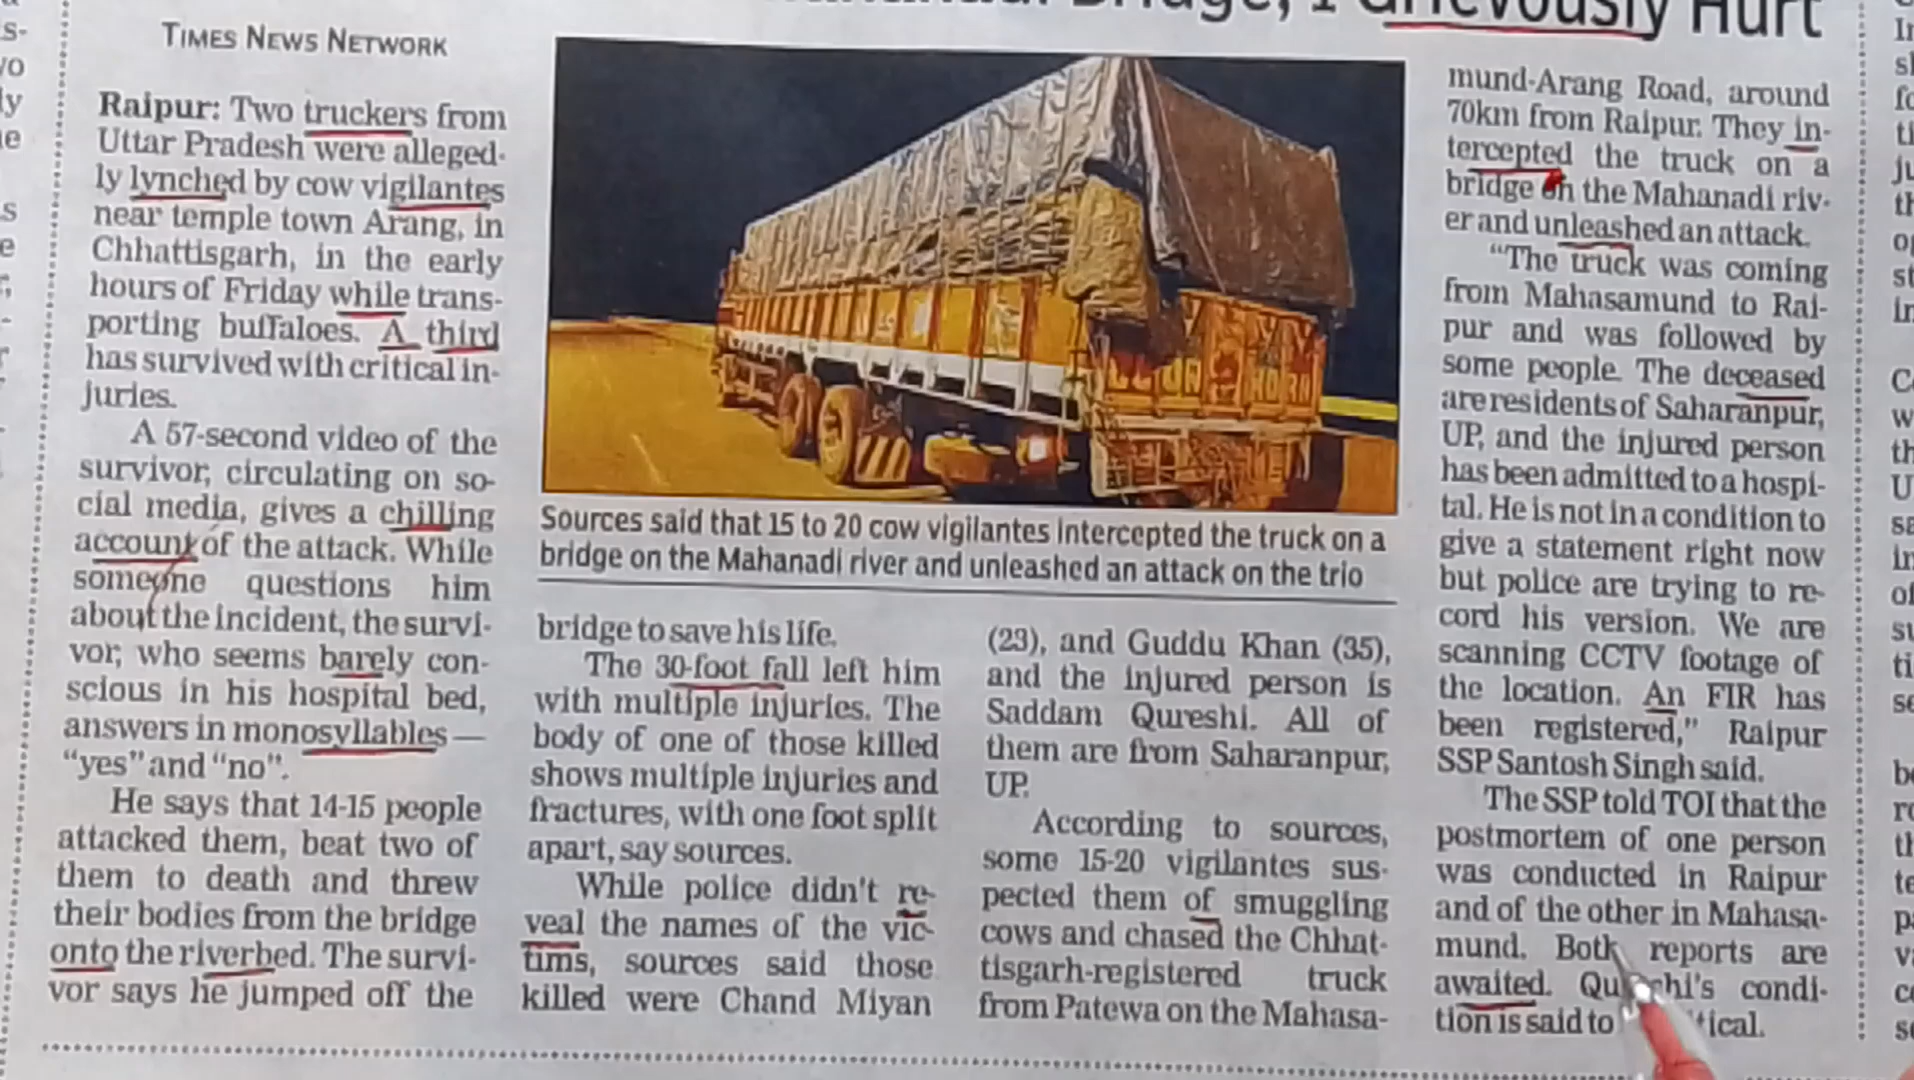 Bridge, 1 Grievously Hurt
TIMES NEWS NETWORK
Raipur: Two truckers from
Uttar Pradesh were alleged-
ly lynched by cow vigilantes
near temple town Arang, in
Chhattisgarh, in the early
hours of Friday while trans-
porting buffaloes. A third
has survived with critical in-
juries.
A 57-second video of the
survivor, circulating on so-
cial media, gives a chilling
account of the attack. While
someone questions him
about the incident, the survi-
vor, who seems barely con-
scious in his hospital bed,
answers in monosyllables —
"yes" and "no".
He says that 14-15 people
attacked them, beat two of
them to death and threw
their bodies from the bridge
onto the riverbed. The survi-
vor says he jumped off the
HORN
Sources said that 15 to 20 cow vigilantes intercepted the truck on a
bridge on the Mahanadi river and unleashed an attack on the trio
bridge to save his life.
The 30-foot fall left him
with multiple injuries. The
body of one of those killed
shows multiple injuries and
fractures, with one foot split
apart, say sources.
While police didn't re-
veal the names of the vic-
tims, sources said those
killed were Chand Miyan
(23), and Guddu Khan (35),
and the injured person is
Saddam Qureshi. All of
them are from Saharanpur,
UP.
According to sources,
some 15-20 vigilantes sus-
pected them of smuggling
cows and chased the Chhat-
tisgarh-registered truck
from Patewa on the Mahasa-
mund-Arang Road, around
70km from Raipur. They in-
tercepted the truck on a
bridge on the Mahanadi riv-
er and unleashed an attack.
"The truck was coming
from Mahasamund to Rai-
pur and was followed by
some people. The deceased
are residents of Saharanpur,
UP, and the injured person
has been admitted to a hospi-
tal. He is not in a condition to
give a statement right now
but police are trying to re-
cord his version. We are
scanning CCTV footage of
the location. An FIR has
been registered," Raipur
SSP Santosh Singh said.
The SSP told TOI that the
postmortem of one person
was conducted in Raipur
and of the other in Mahasa-
mund. Both reports are
awaited. Qureshi's condi-
tion is said to